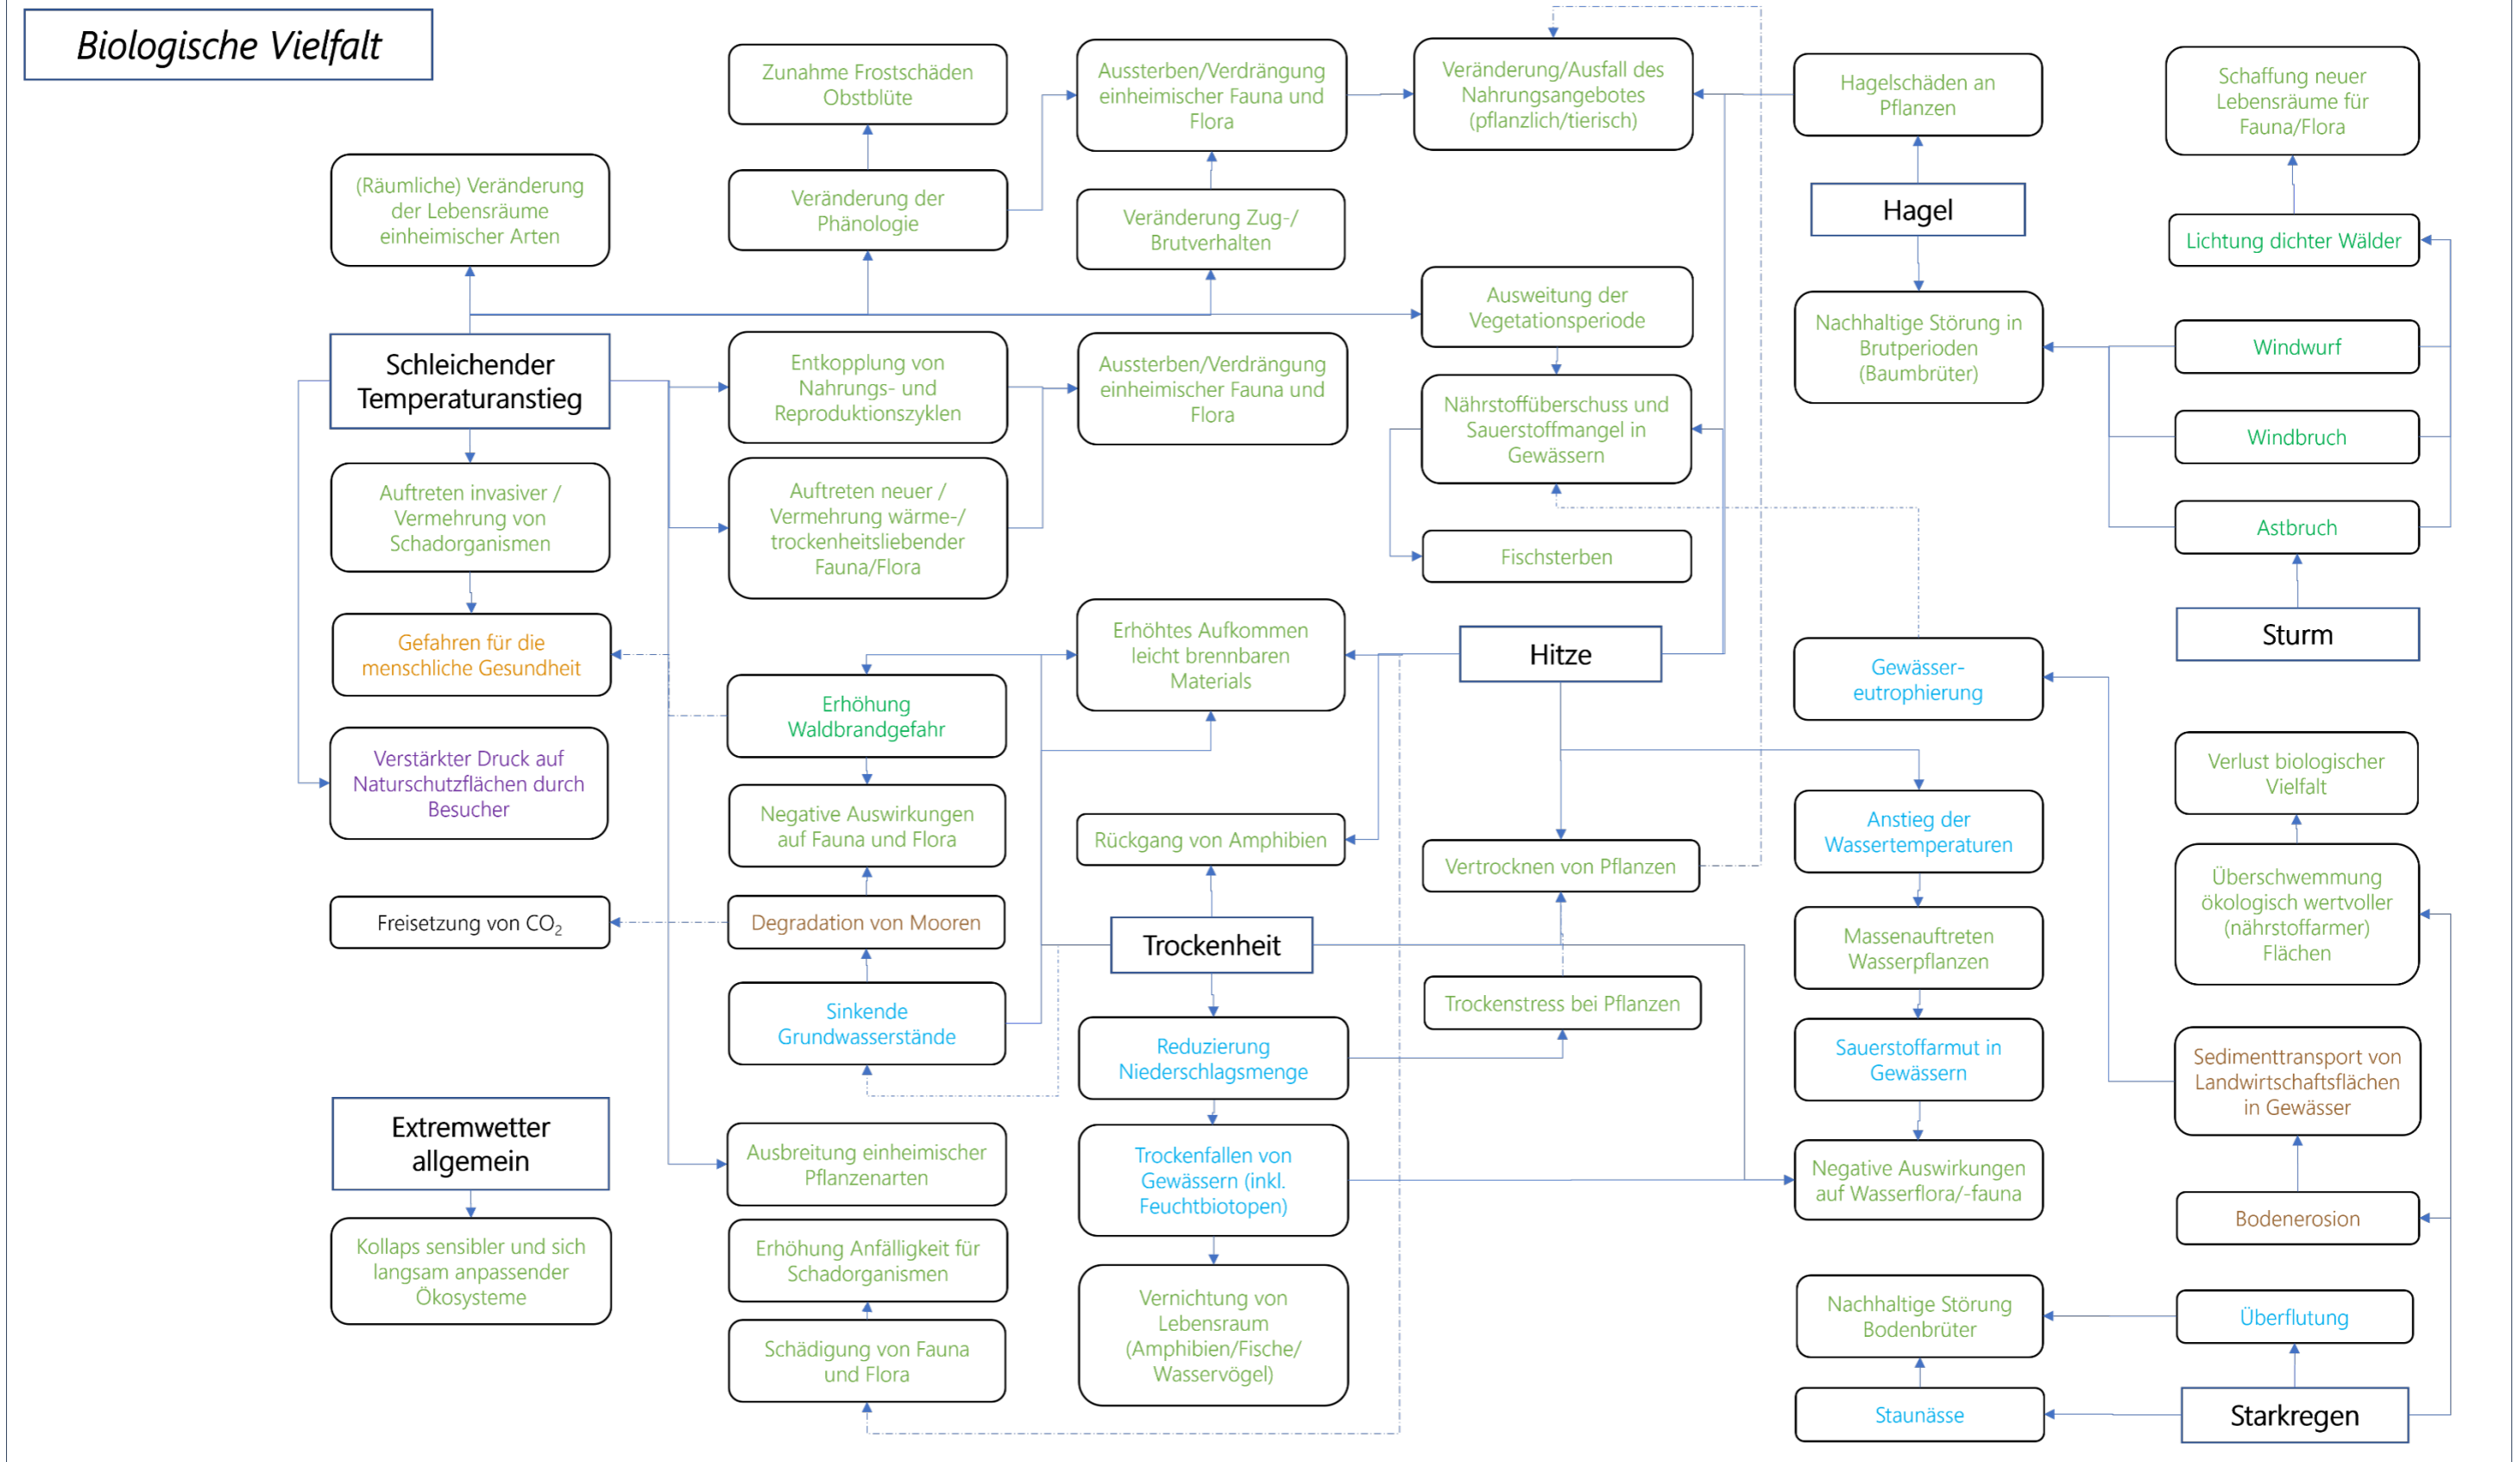 Biologische Vielfalt
Zunahme Frostschäden
Obstblüte
Aussterben/Verdrängung
einheimischer Fauna und
Flora
Veränderung/Ausfall des
Nahrungsangebotes
(pflanzlich/tierisch)
Hagelschäden an
Pflanzen
Schaffung neuer
Lebensräume für
Fauna/Flora
(Räumliche) Veränderung
der Lebensräume
einheimischer Arten
Veränderung der
Phänologie
Veränderung Zug-/
Brutverhalten
Hagel
Lichtung dichter Wälder
Ausweitung der
Vegetationsperiode
Nachhaltige Störung in
Brutperioden
(Baumbrüter)
Windwurf
Schleichender
Temperaturanstieg
Entkopplung von
Nahrungs- und
Reproduktionszyklen
Aussterben/Verdrängung
einheimischer Fauna und
Flora
Nährstoffüberschuss und
Sauerstoffmangel in
Gewässern
Windbruch
Auftreten invasiver /
Vermehrung von
Schadorganismen
Auftreten neuer /
Vermehrung wärme-/
trockenheitsliebender
Fauna/Flora
Fischsterben
Astbruch
Gefahren für die
menschliche Gesundheit
Erhöhtes Aufkommen
leicht brennbaren
Materials
Hitze
Sturm
Erhöhung
Waldbrandgefahr
Gewässer-
eutrophierung
Verstärkter Druck auf
Naturschutzflächen durch
Besucher
Negative Auswirkungen
auf Fauna und Flora
Rückgang von Amphibien
Vertrocknen von Pflanzen
Anstieg der
Wassertemperaturen
Verlust biologischer
Vielfalt
Überschwemmung
ökologisch wertvoller
(nährstoffarmer)
Flächen
Freisetzung von CO₂
Degradation von Mooren
Trockenheit
Massenauftreten
Wasserpflanzen
Sinkende
Grundwasserstände
Reduzierung
Niederschlagsmenge
Trockenstress bei Pflanzen
Sauerstoffarmut in
Gewässern
Sedimenttransport von
Landwirtschaftsflächen
in Gewässer
Extremwetter
allgemein
Ausbreitung einheimischer
Pflanzenarten
Trockenfallen von
Gewässern (inkl.
Feuchtbiotopen)
Negative Auswirkungen
auf Wasserflora/-fauna
Bodenerosion
Kollaps sensibler und sich
langsam anpassender
Ökosysteme
Erhöhung Anfälligkeit für
Schadorganismen
Vernichtung von
Lebensraum
(Amphibien/Fische/
Wasservögel)
Nachhaltige Störung
Bodenbrüter
Überflutung
Schädigung von Fauna
und Flora
Staunässe
Starkregen